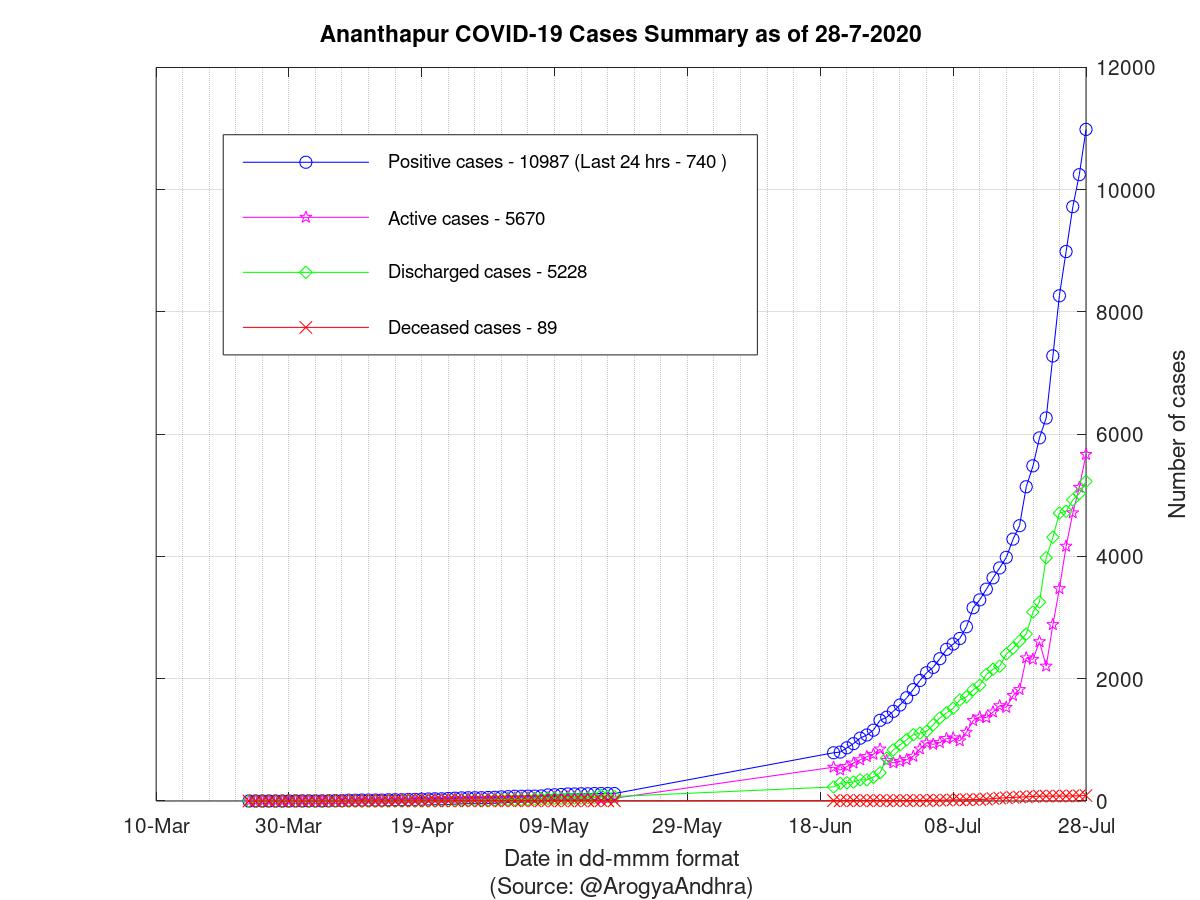 Ananthapur COVID-19 Cases Summary as of 28-7-2020
12000
Positive cases - 10987 (Last 24 hrs - 740 )
10000
Active cases - 5670
Discharged cases - 5228
8000
Deceased cases - 89
6000
4000
2000
0
Number of cases
10-Mar 30-Mar 19-Apr 09-May 29-May 18-Jun 08-Jul 28-Jul
Date in dd-mmm format
(Source: @ArogyaAndhra)